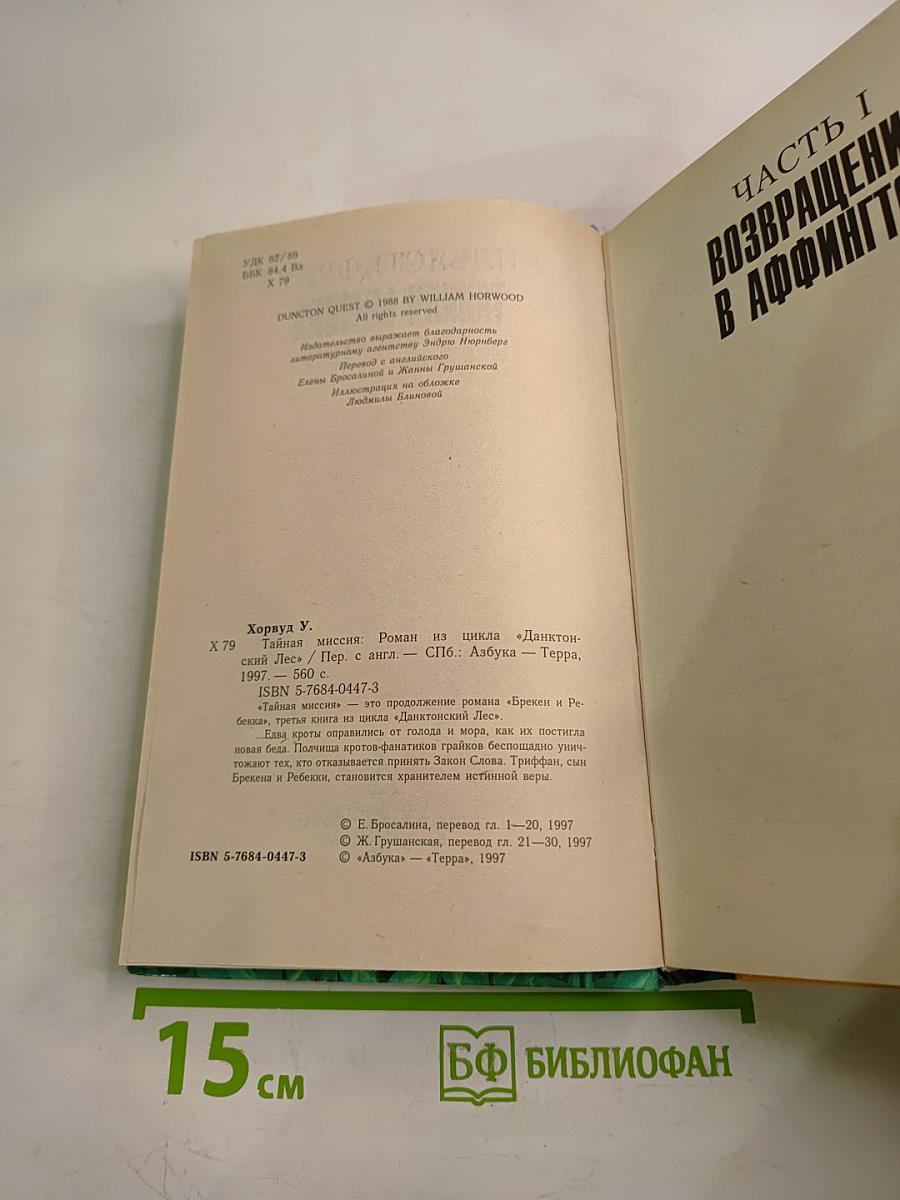 УДК 82/89
ББК 84.4 Вл
Х 79
DUNCTON QUEST © 1988 BY WILLIAM HORWOOD
All rights reserved
Издательство выражает благодарность
литературному агентству Эндрю Нюрнберг
Перевод с английского
Елены Бросалиной и Жанны Грушанской
Иллюстрация на обложке
Людмилы Блиновой
Хорвуд У.
Х 79 Тайная миссия: Роман из цикла «Данктон-
ский Лес» / Пер. с англ. — СПб.: Азбука — Терра,
1997. — 560 с.
ISBN 5-7684-0447-3
«Тайная миссия» — это продолжение романа «Брекен и Ре-
бекка», третья книга из цикла «Данктонский Лес».
...Едва кроты оправились от голода и мора, как их постигла
новая беда. Полчища кротов-фанатиков грайков беспощадно унич-
тожают тех, кто отказывается принять Закон Слова. Триффан, сын
Брекена и Ребекки, становится хранителем истинной веры.
© Е. Бросалина, перевод гл. 1—20, 1997
© Ж. Грушанская, перевод гл. 21—30, 1997
ISBN 5-7684-0447-3 © «Азбука» — «Терра», 1997
ЧАСТЬ I
ВОЗВРАЩЕНИ
В АФФИНГТ
15 см
БФ БИБЛИОФАН